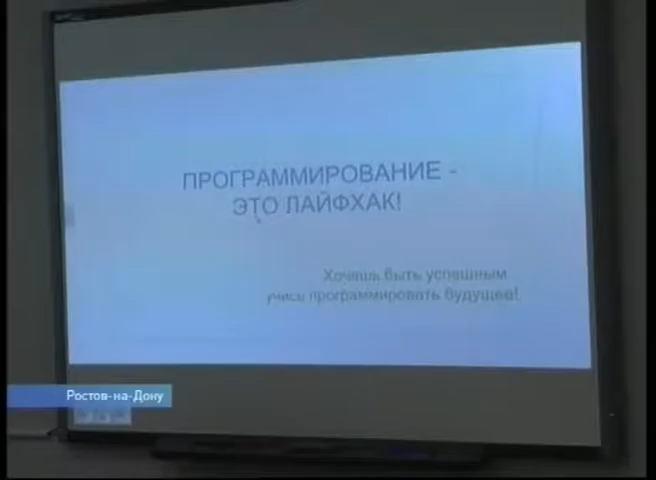 ПРОГРАММИРОВАНИЕ -
ЭТО ЛАЙФХАК!
Хочешь быть успешным
учись программировать будущее!
Ростов-на-Дону